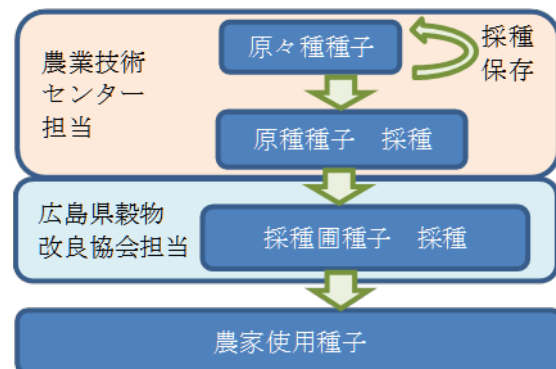 農業技術
センター
担当
原々種種子
採種
保存
原種種子　採種
広島県穀物
改良協会担当
採種圃種子　採種
農家使用種子